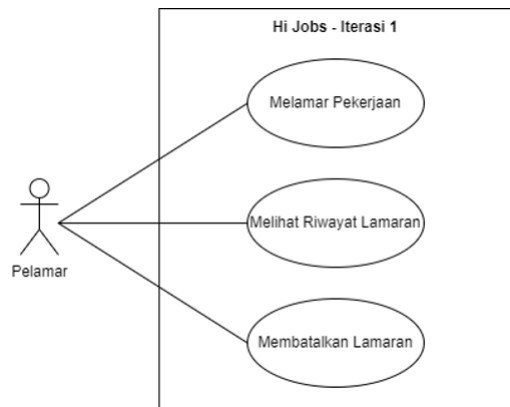 Hi Jobs - Iterasi 1
Melamar Pekerjaan
Melihat Riwayat Lamaran
Pelamar
Membatalkan Lamaran